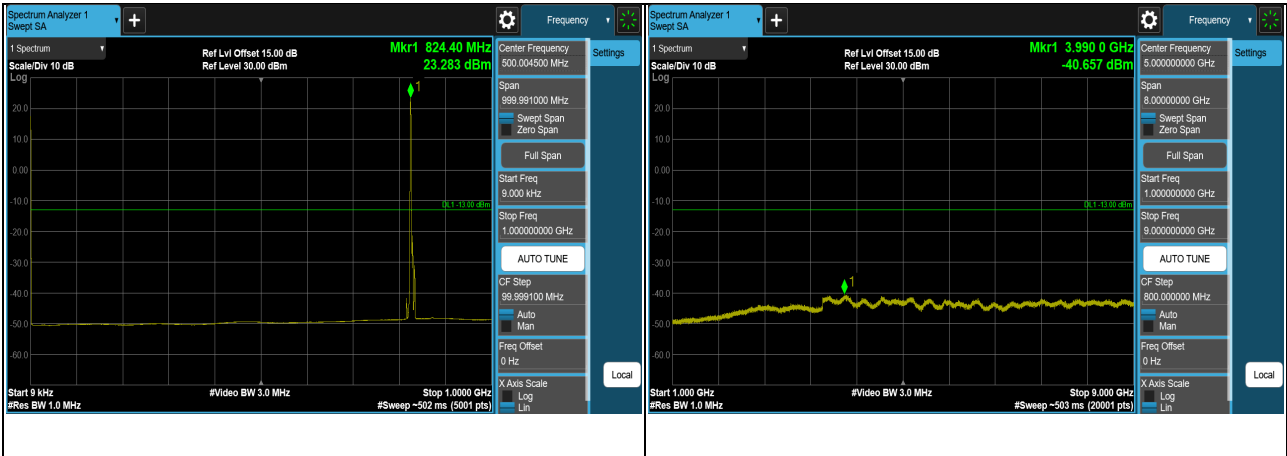 Spectrum Analyzer 1
Swept SA
+
Frequency
1 Spectrum
Scale/Div 10 dB
Ref Lvl Offset 15.00 dB
Ref Level 30.00 dBm
Mkr1 824.40 MHz
23.283 dBm
Log
20.0
10.0
0.00
-10.0
-20.0
-30.0
-40.0
-50.0
-60.0
1
DL1 -13.00 dBm
Start 9 kHz
#Res BW 1.0 MHz
#Video BW 3.0 MHz
Stop 1.0000 GHz
#Sweep ~502 ms (5001 pts)
Center Frequency
500.004500 MHz
Settings
Span
999.991000 MHz
Swept Span
Zero Span
Full Span
Start Freq
9.000 kHz
Stop Freq
1.000000000 GHz
AUTO TUNE
CF Step
99.999100 MHz
Auto
Man
Freq Offset
0 Hz
X Axis Scale
Log
Lin
Local
Spectrum Analyzer 1
Swept SA
+
Frequency
1 Spectrum
Scale/Div 10 dB
Ref Lvl Offset 15.00 dB
Ref Level 30.00 dBm
Mkr1 3.990 0 GHz
-40.657 dBm
Log
20.0
10.0
0.00
-10.0
-20.0
-30.0
-40.0
-50.0
-60.0
1
DL1 -13.00 dBm
Start 1.000 GHz
#Res BW 1.0 MHz
#Video BW 3.0 MHz
Stop 9.000 GHz
#Sweep ~503 ms (20001 pts)
Center Frequency
5.000000000 GHz
Settings
Span
8.00000000 GHz
Swept Span
Zero Span
Full Span
Start Freq
1.000000000 GHz
Stop Freq
9.000000000 GHz
AUTO TUNE
CF Step
800.000000 MHz
Auto
Man
Freq Offset
0 Hz
X Axis Scale
Log
Lin
Local